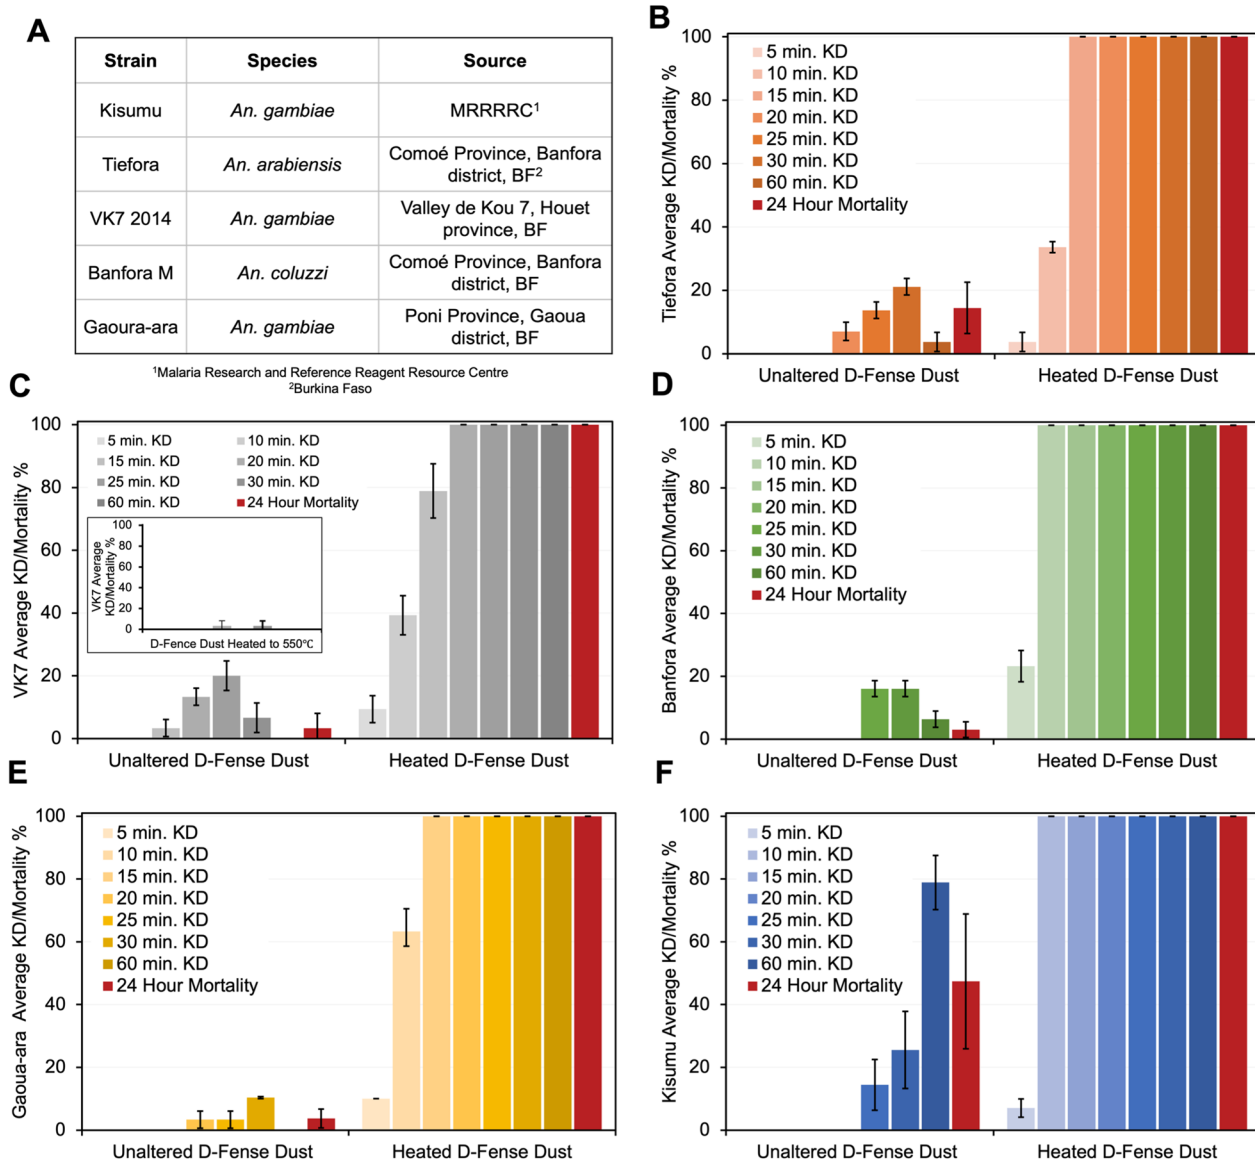 A
Strain Species Source
Kisumu An. gambiae MRRRRC1
Tiefora An. arabiensis Comoé Province, Banfora
district, BF2
VK7 2014 An. gambiae Valley de Kou 7, Houet
province, BF
Banfora M An. coluzzi Comoé Province, Banfora
district, BF
Gaoura-ara An. gambiae Poni Province, Gaoua
district, BF
1Malaria Research and Reference Reagent Resource Centre
2Burkina Faso
B
Tiefora Average KD/Mortality %
100
80
60
40
20
0
5 min. KD
10 min. KD
15 min. KD
20 min. KD
25 min. KD
30 min. KD
60 min. KD
24 Hour Mortality
Unaltered D-Fense Dust Heated D-Fense Dust
C
VK7 Average KD/Mortality %
100
80
60
40
20
0
5 min. KD 10 min. KD
15 min. KD 20 min. KD
25 min. KD 30 min. KD
60 min. KD 24 Hour Mortality
VK7 Average
KD/Mortality %
100
80
60
40
20
0
D-Fence Dust Heated to 550℃
Unaltered D-Fense Dust Heated D-Fense Dust
D
Banfora Average KD/Mortality %
100
80
60
40
20
0
5 min. KD
10 min. KD
15 min. KD
20 min. KD
25 min. KD
30 min. KD
60 min. KD
24 Hour Mortality
Unaltered D-Fense Dust Heated D-Fense Dust
E
Gaoua-ara Average KD/Mortality %
100
80
60
40
20
0
5 min. KD
10 min. KD
15 min. KD
20 min. KD
25 min. KD
30 min. KD
60 min. KD
24 Hour Mortality
Unaltered D-Fense Dust Heated D-Fense Dust
F
Kisumu Average KD/Mortality %
100
80
60
40
20
0
5 min. KD
10 min. KD
15 min. KD
20 min. KD
25 min. KD
30 min. KD
60 min. KD
24 Hour Mortality
Unaltered D-Fense Dust Heated D-Fense Dust